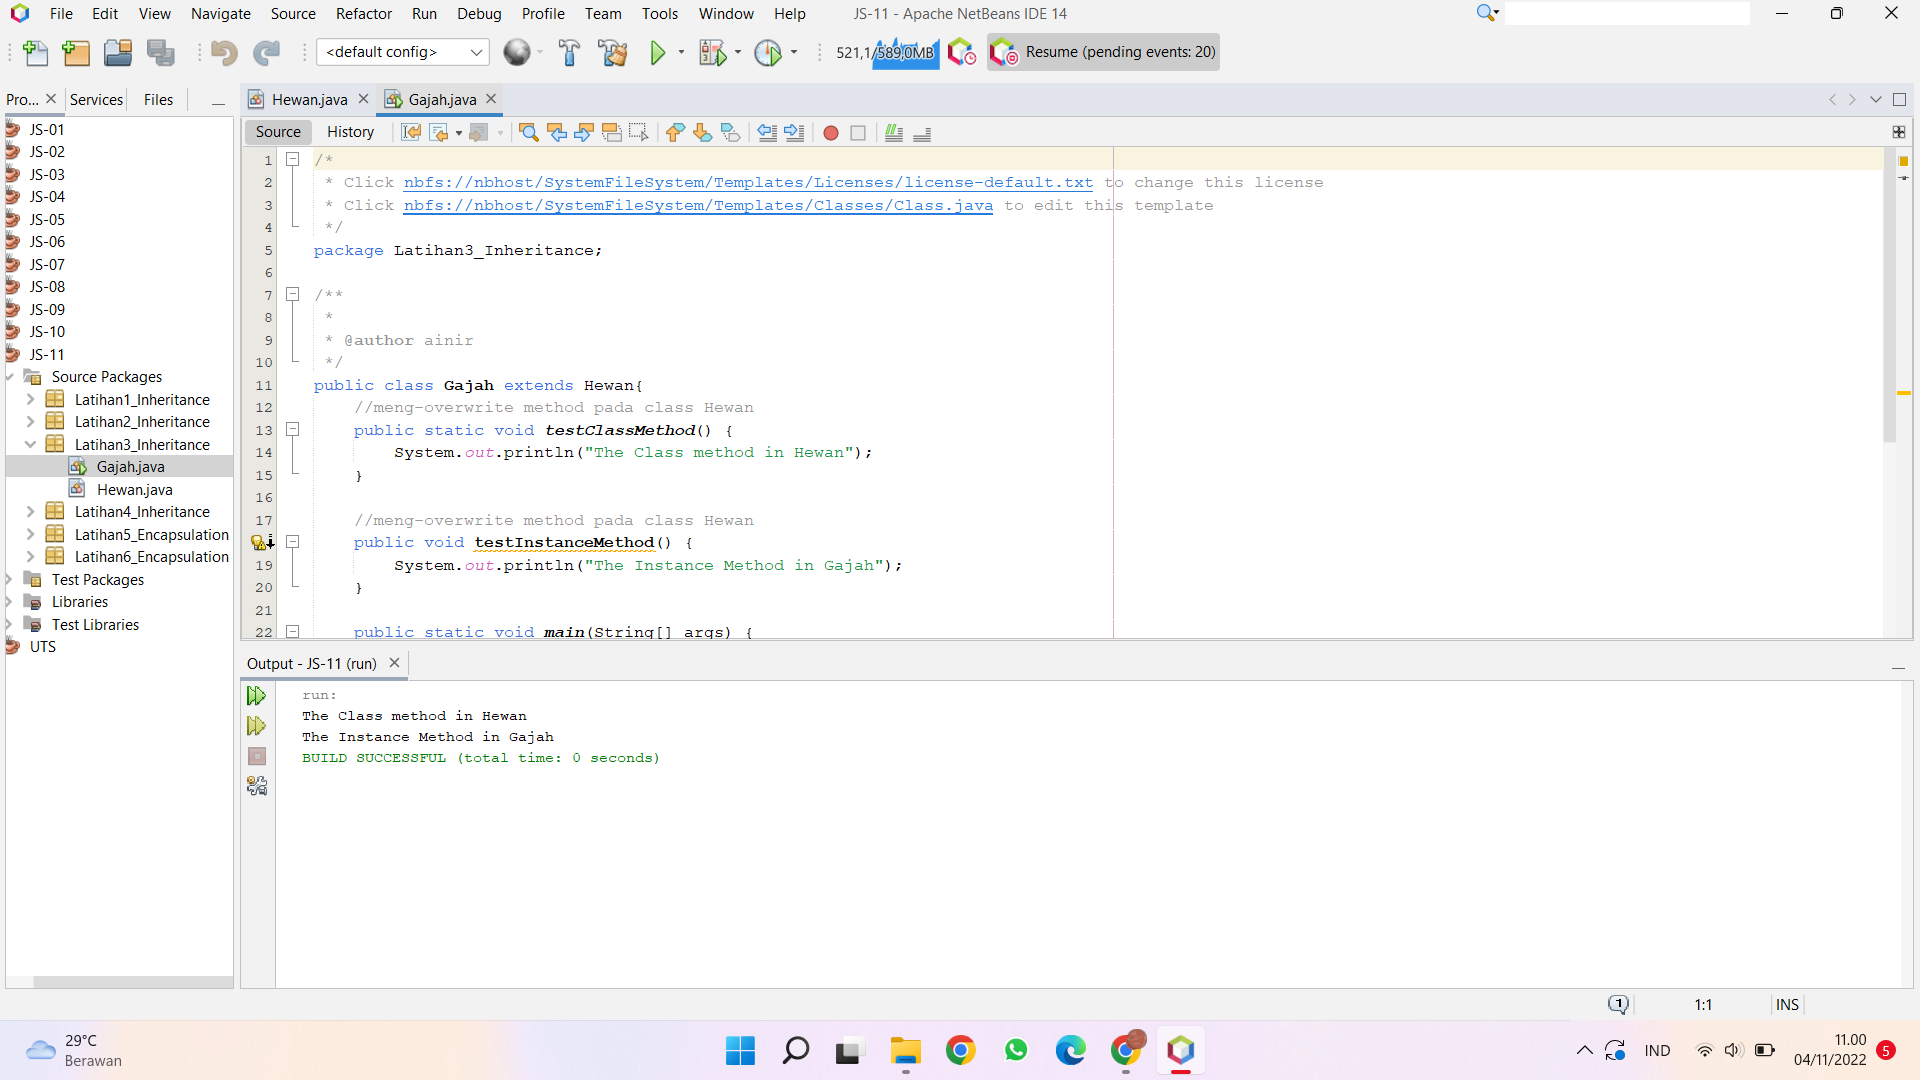 File Edit View Navigate Source Refactor Run Debug Profile Team Tools Window Help JS-11 - Apache NetBeans IDE 14
<default config> 521,1/589,0MB Resume (pending events: 20)
Pro... Services Files Hewan.java Gajah.java
Source History
JS-01
JS-02
JS-03
JS-04
JS-05
JS-06
JS-07
JS-08
JS-09
JS-10
JS-11
Source Packages
Latihan1_Inheritance
Latihan2_Inheritance
Latihan3_Inheritance
Gajah.java
Hewan.java
Latihan4_Inheritance
Latihan5_Encapsulation
Latihan6_Encapsulation
Test Packages
Libraries
Test Libraries
UTS
1 /*
2 * Click nbfs://nbhost/SystemFileSystem/Templates/Licenses/license-default.txt to change this license
3 * Click nbfs://nbhost/SystemFileSystem/Templates/Classes/Class.java to edit this template
4 */
5 package Latihan3_Inheritance;
6
7 /**
8 *
9 * @author ainir
10 */
11 public class Gajah extends Hewan{
12 //meng-overwrite method pada class Hewan
13 public static void testClassMethod() {
14 System.out.println("The Class method in Hewan");
15 }
16
17 //meng-overwrite method pada class Hewan
public void testInstanceMethod() {
19 System.out.println("The Instance Method in Gajah");
20 }
21
22 public static void main(String[] args) {
Output - JS-11 (run)
run:
The Class method in Hewan
The Instance Method in Gajah
BUILD SUCCESSFUL (total time: 0 seconds)
1 1:1 INS
29°C
Berawan
IND
11.00
04/11/2022
5